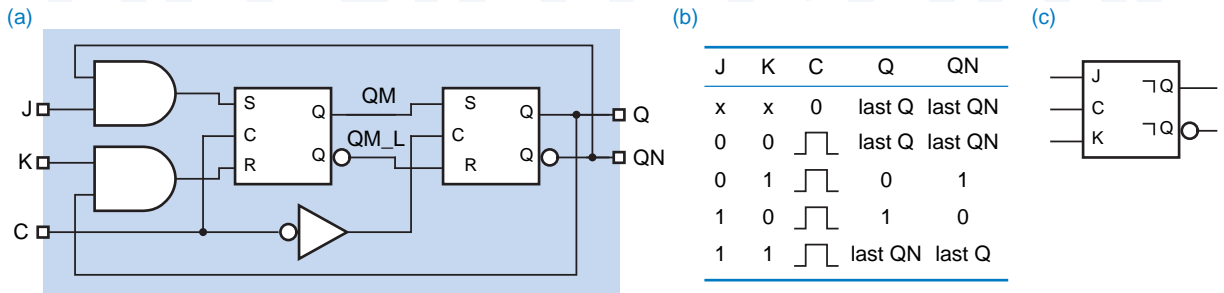 (a)
J
K
C
S
C
R
Q
Q
QM
QM_L
S
C
R
Q
Q
Q
QN
(b)
J K C Q QN
x x 0 last Q last QN
0 0 last Q last QN
0 1 0 1
1 0 1 0
1 1 last QN last Q
(c)
J
C
K
¬Q
¬Q